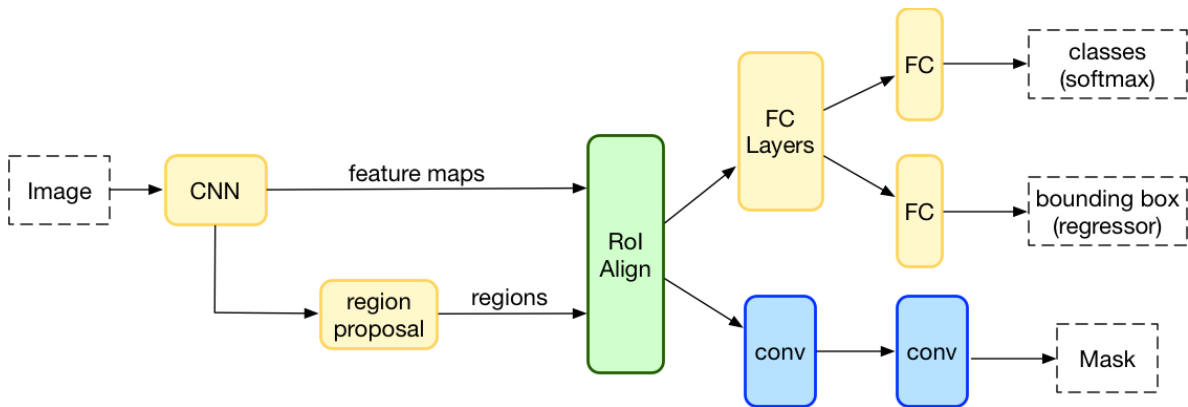 Image
CNN
feature maps
region
proposal
regions
RoI
Align
FC
Layers
FC
classes
(softmax)
FC
bounding box
(regressor)
conv
conv
Mask